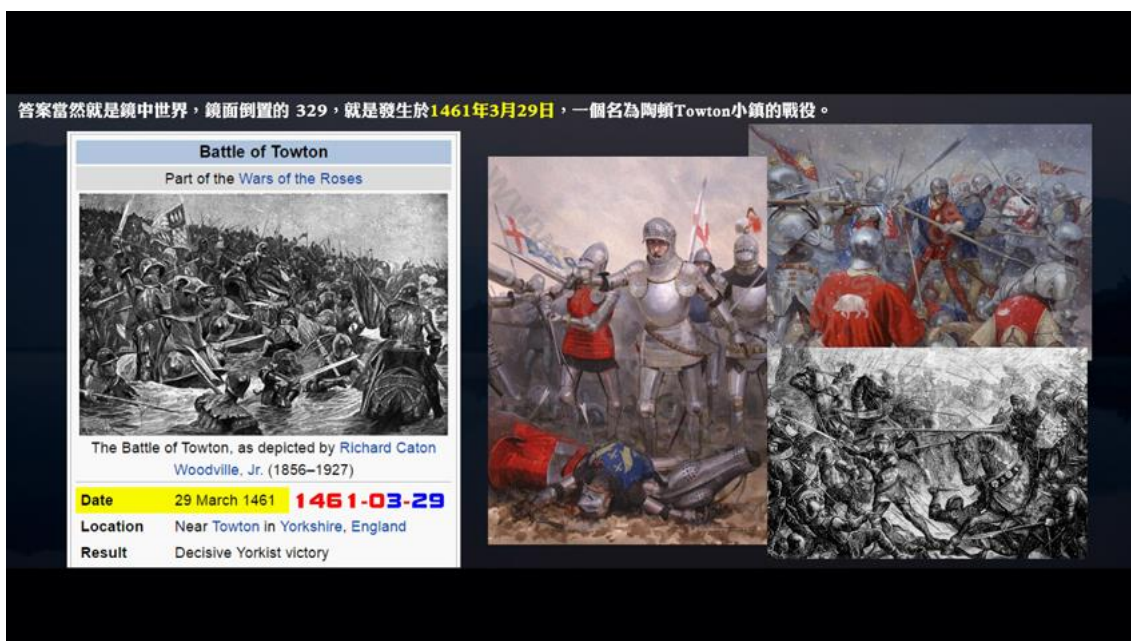 答案當然就是鏡中世界，鏡面倒置的 329，就是發生於1461年3月29日，一個名為陶頓Towton小鎮的戰役。
Battle of Towton
Part of the Wars of the Roses
The Battle of Towton, as depicted by Richard Caton
Woodville, Jr. (1856–1927)
Date 29 March 1461 1461-03-29
Location Near Towton in Yorkshire, England
Result Decisive Yorkist victory